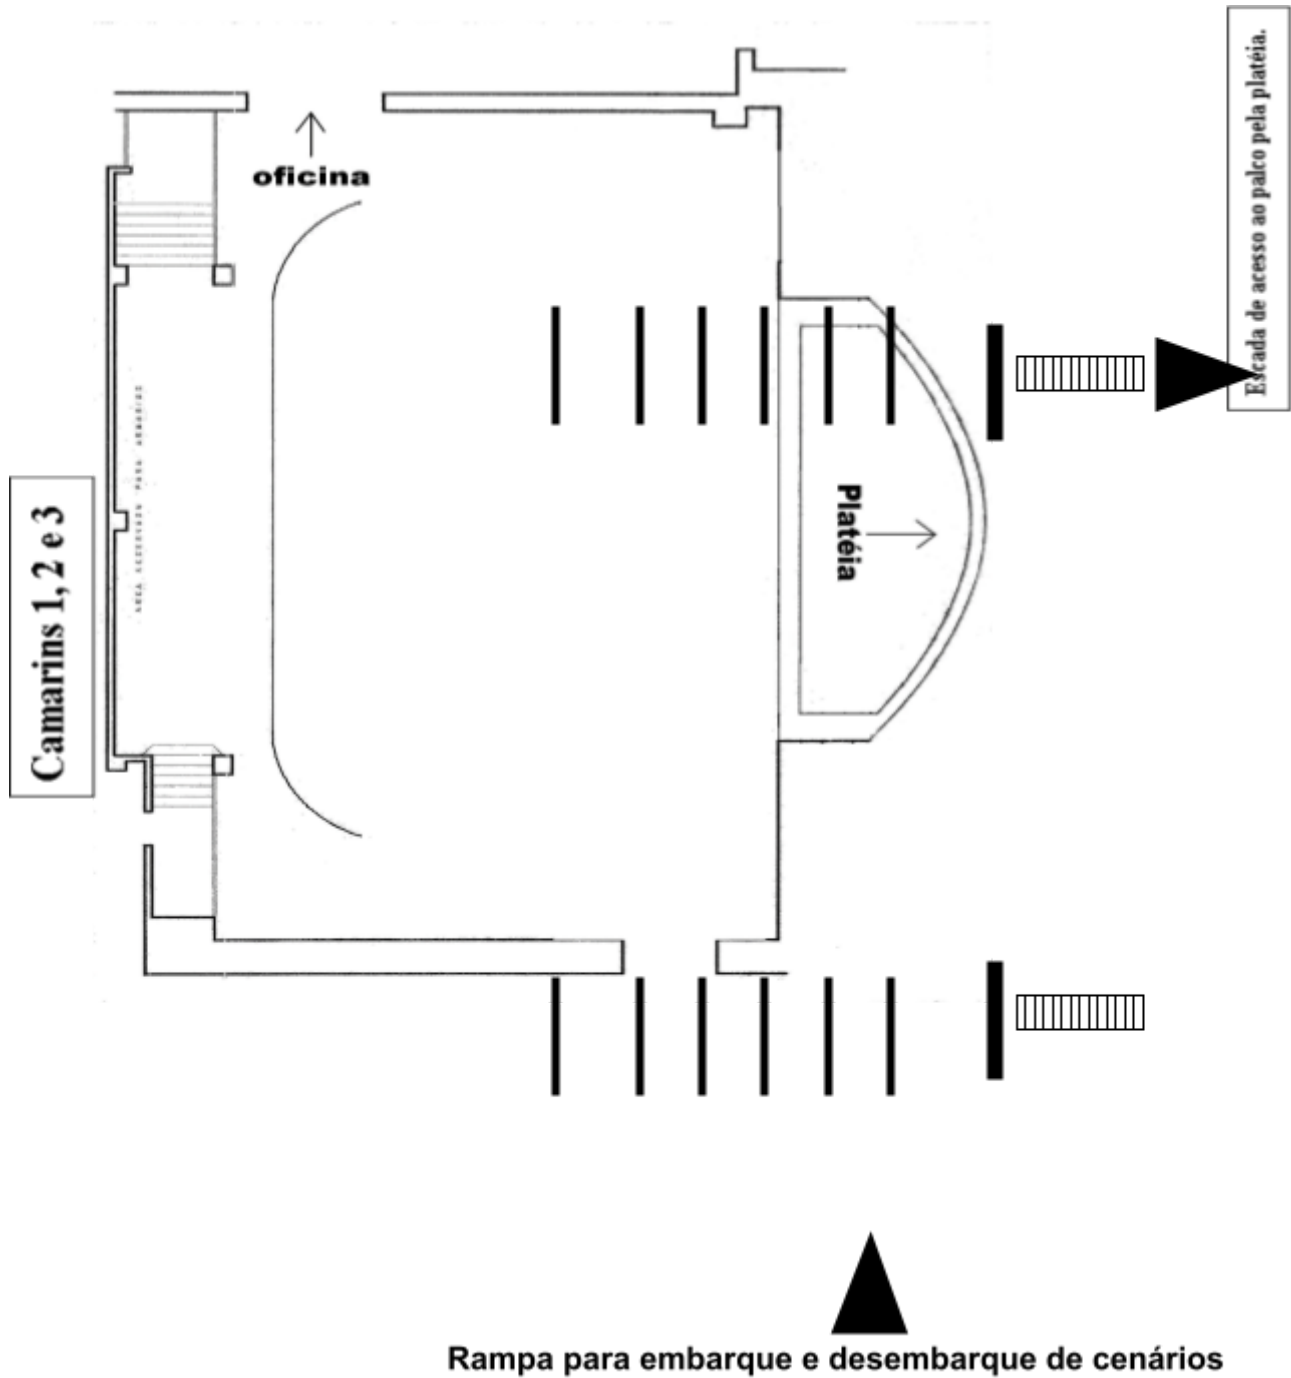 Escada de acesso ao palco pela platéia.
oficina
Camarins 1, 2 e 3
Platéia
Rampa para embarque e desembarque de cenários